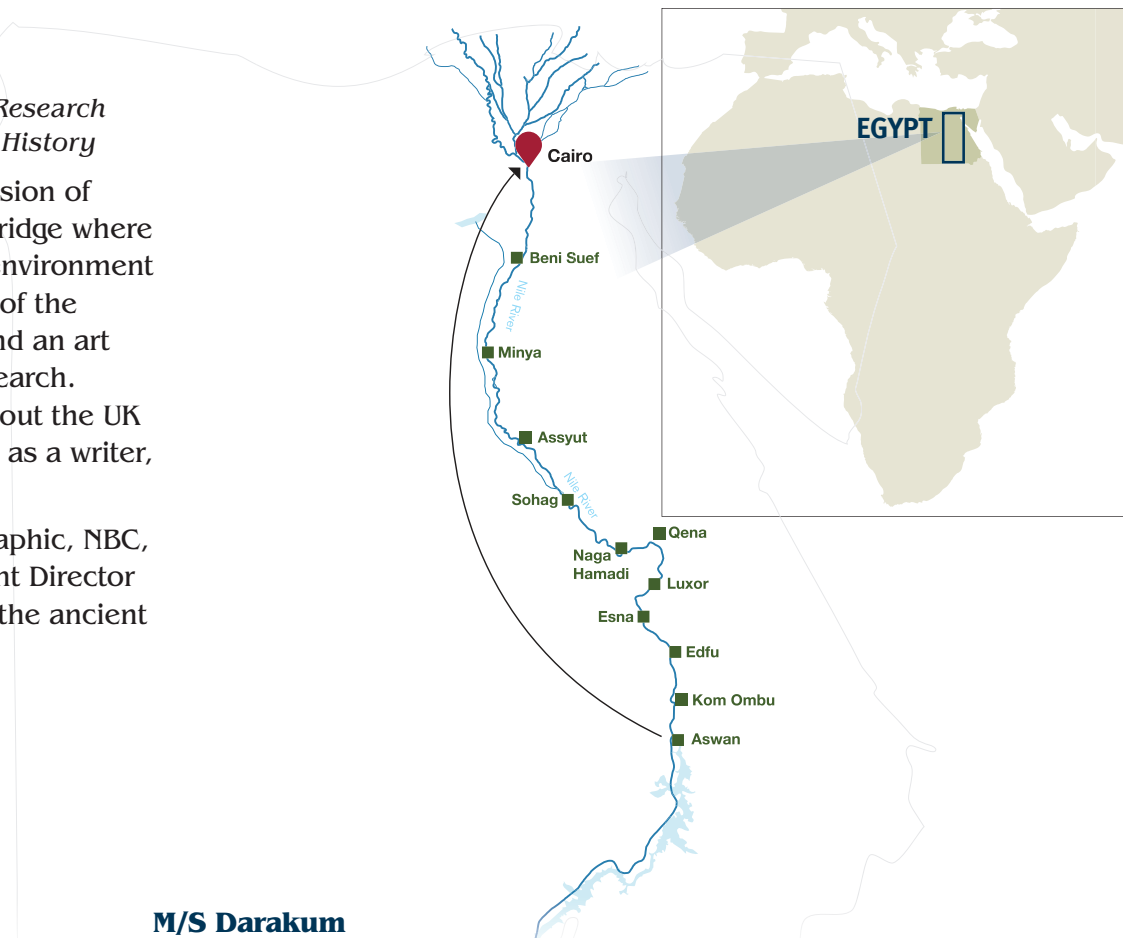 Research
History
sion of
ridge where
environment
of the
nd an art
earch.
out the UK
as a writer,
aphic, NBC,
nt Director
the ancient
EGYPT
Cairo
Beni Suef
Nile River
Minya
Assyut
Nile River
Sohag
Qena
Naga
Hamadi
Luxor
Esna
Edfu
Kom Ombu
Aswan
M/S Darakum